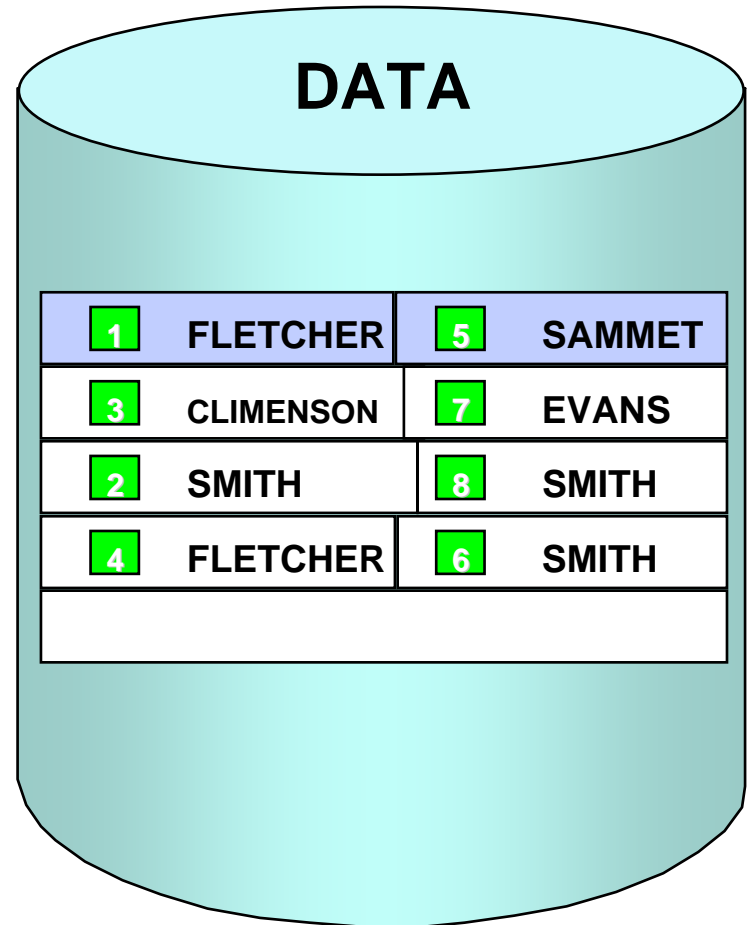 DATA
1 FLETCHER 5 SAMMET
3 CLIMENSON 7 EVANS
2 SMITH 8 SMITH
4 FLETCHER 6 SMITH